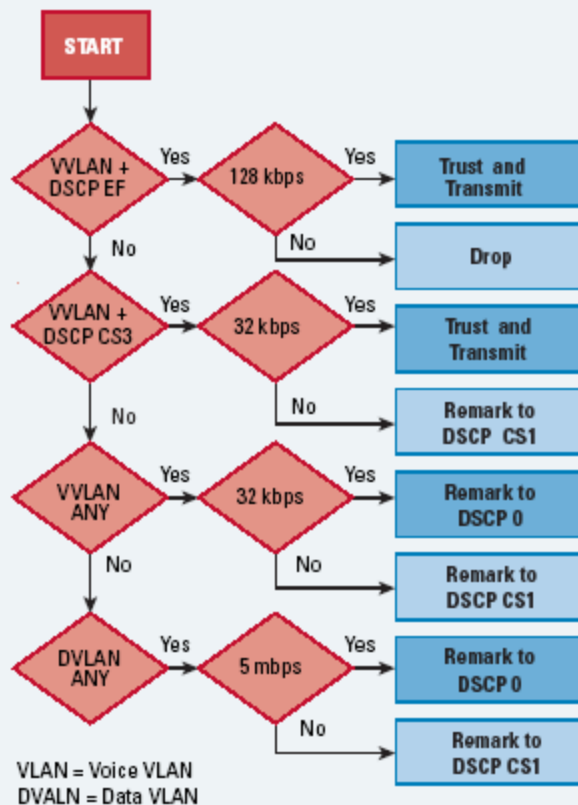 START
VVLAN +
DSCP EF
Yes
128 kbps
Yes
Trust and
Transmit
No
No
Drop
VVLAN +
DSCP CS3
Yes
32 kbps
Yes
Trust and
Transmit
No
No
Remark to
DSCP CS1
VVLAN
ANY
Yes
32 kbps
Yes
Remark to
DSCP 0
No
No
Remark to
DSCP CS1
DVLAN
ANY
Yes
5 mbps
Yes
Remark to
DSCP 0
No
Remark to
DSCP CS1
VLAN = Voice VLAN
DVALN = Data VLAN